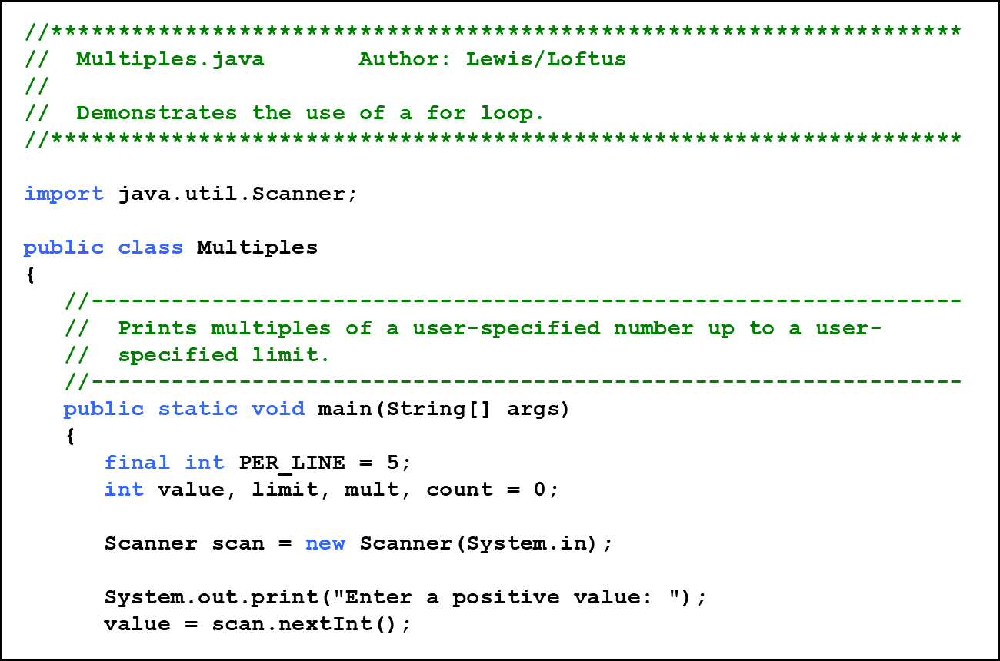 //********************************************************************
//  Multiples.java       Author: Lewis/Loftus
//
//  Demonstrates the use of a for loop.
//********************************************************************
import java.util.Scanner;
public class Multiples
{
   //-----------------------------------------------------------------
   //  Prints multiples of a user-specified number up to a user-
   //  specified limit.
   //-----------------------------------------------------------------
   public static void main(String[] args)
   {
      final int PER_LINE = 5;
      int value, limit, mult, count = 0;
      Scanner scan = new Scanner(System.in);
      System.out.print("Enter a positive value: ");
      value = scan.nextInt();